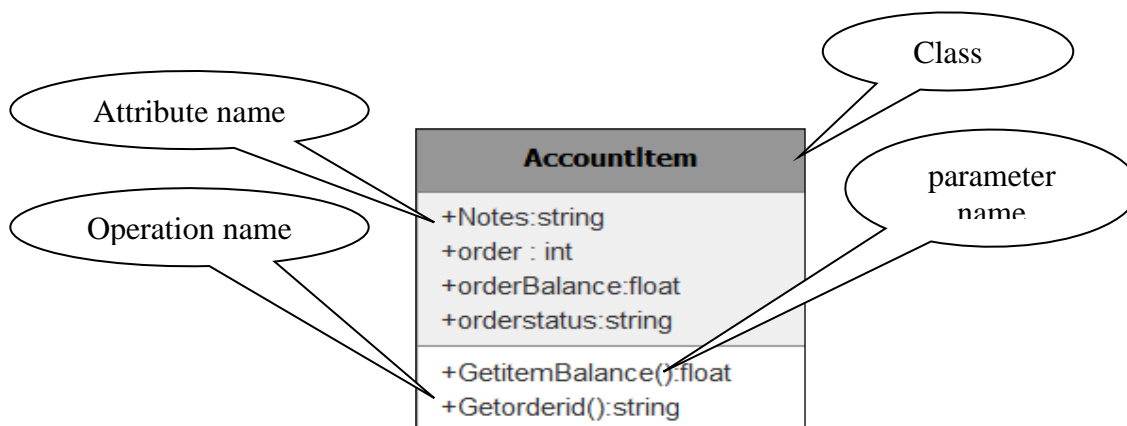 Class
Attribute name
AccountItem
parameter
name
+Notes:string
Operation name
+order : int
+orderBalance:float
+orderstatus:string
+GetitemBalance():float
+Getorderid():string